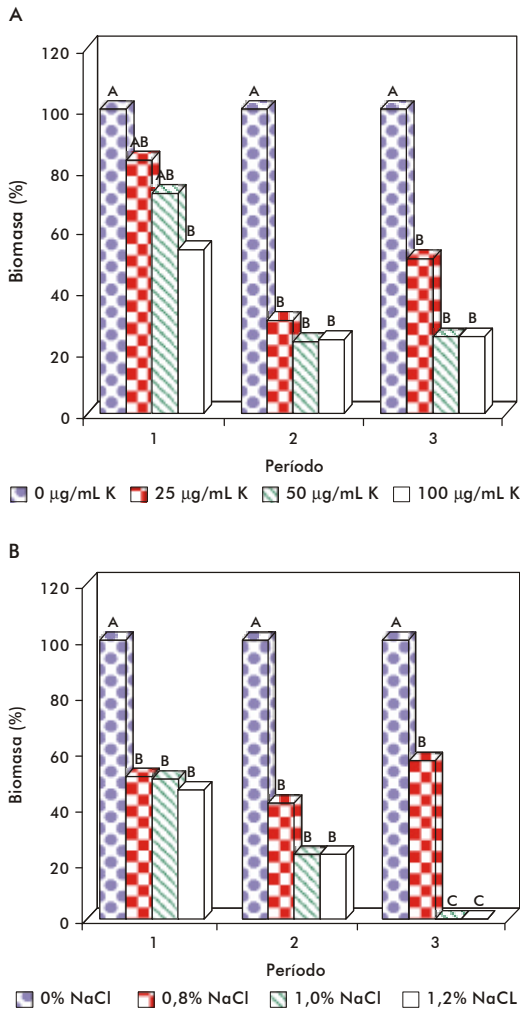 A
120
100
80
60
40
20
0
Biomasa (%)
A
AB
AB
B
A
B
B
B
A
B
B
B
1
2
3
Período
0 µg/mL K
25 µg/mL K
50 µg/mL K
100 µg/mL K
B
120
100
80
60
40
20
0
Biomasa (%)
A
B
B
B
A
B
B
B
A
B
C
C
1
2
3
Período
0% NaCl
0,8% NaCl
1,0% NaCl
1,2% NaCL